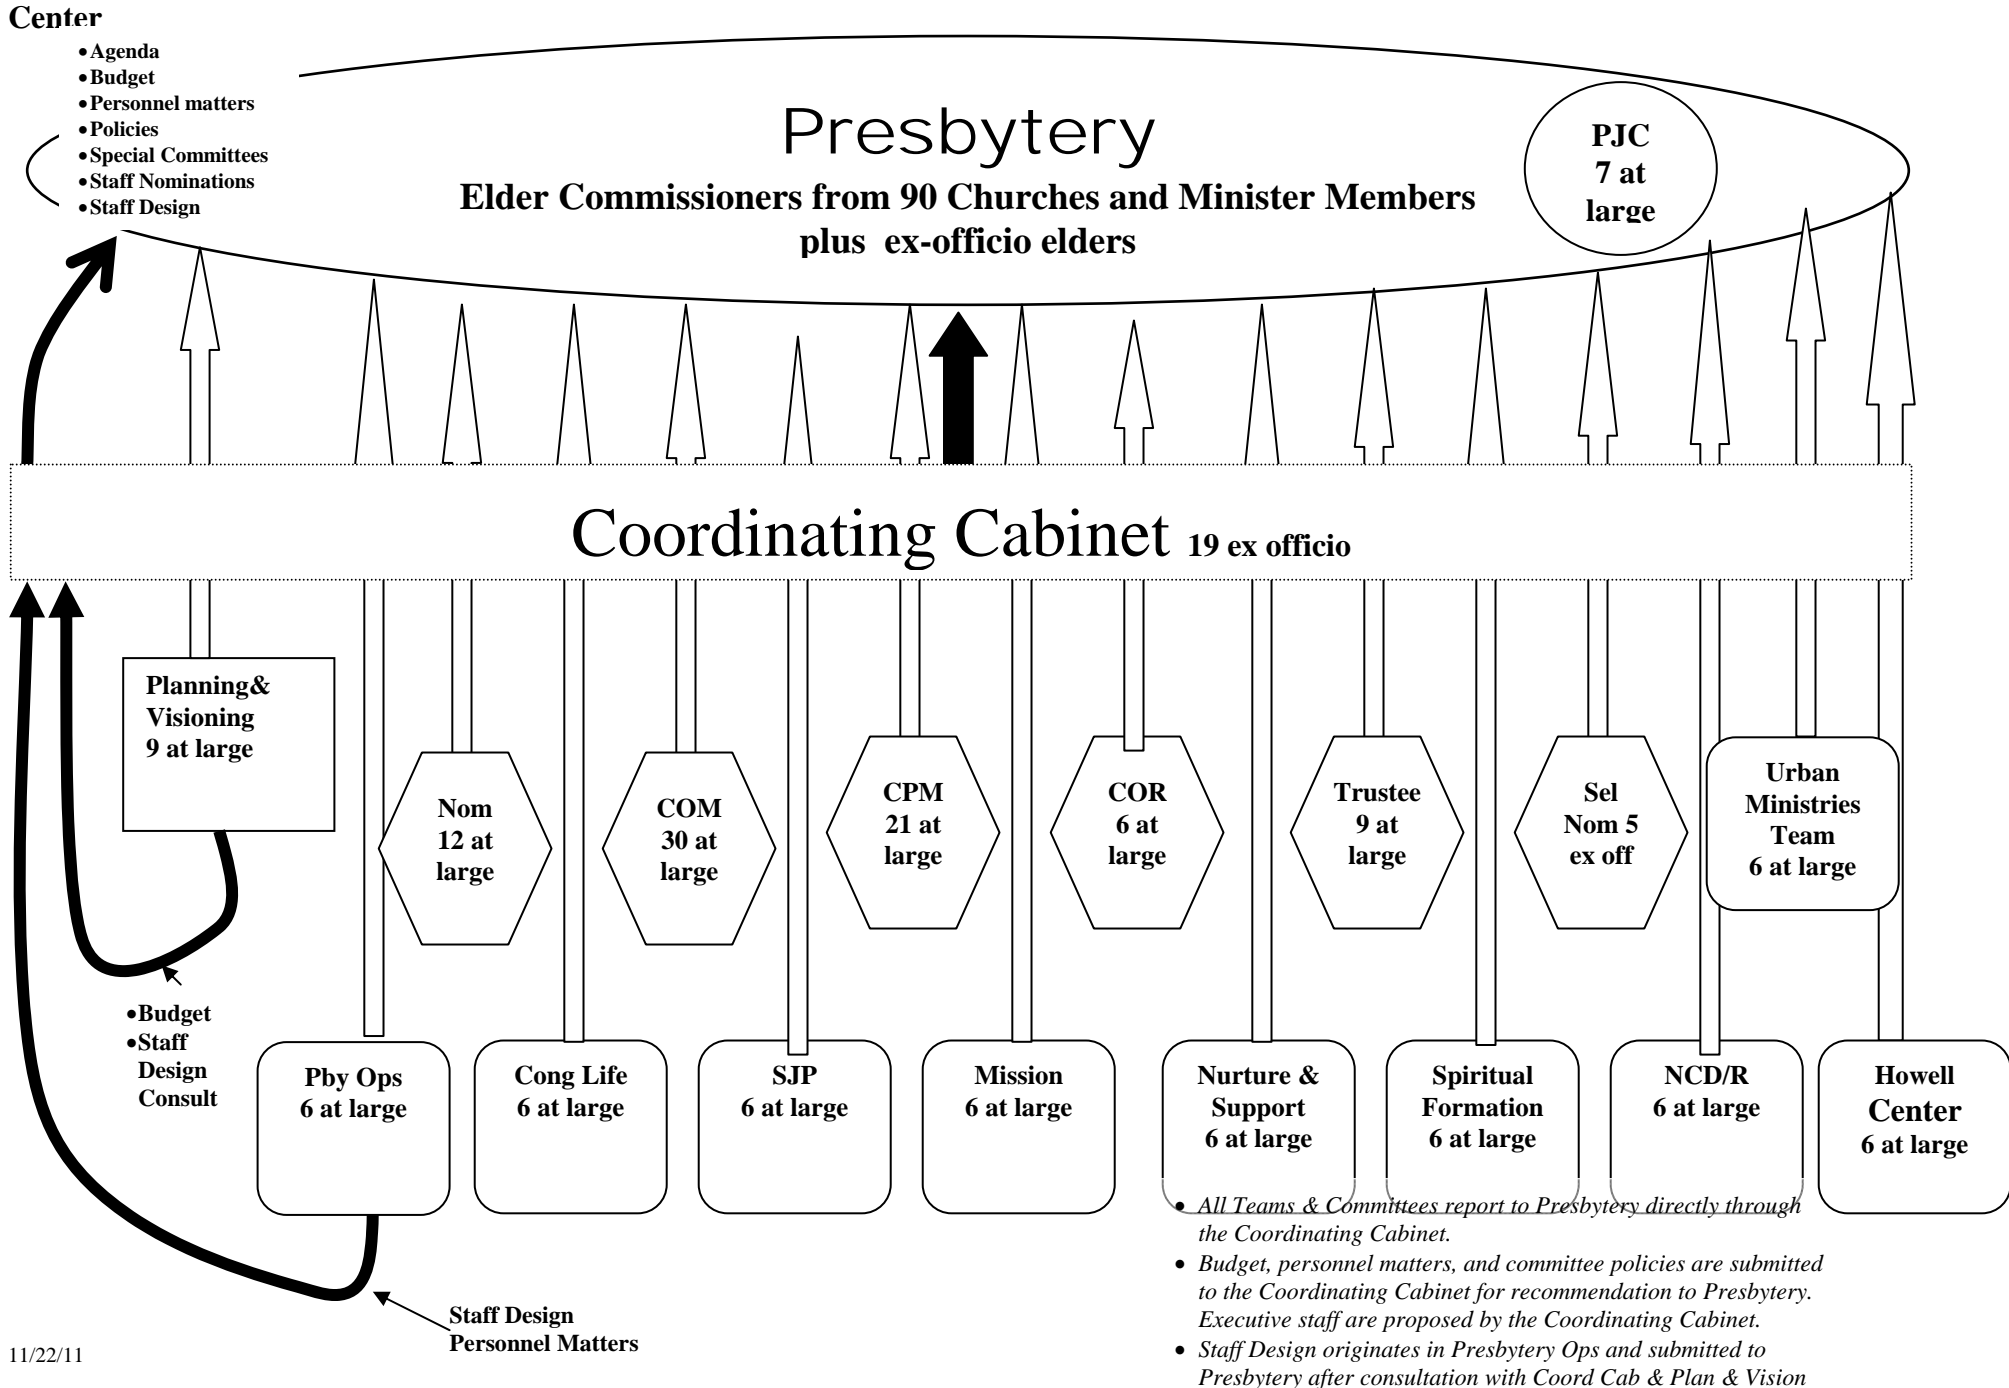 Center
•Agenda
•Budget
•Personnel matters
•Policies
•Special Committees
•Staff Nominations
•Staff Design
Presbytery
Elder Commissioners from 90 Churches and Minister Members
plus ex-officio elders
PJC
7 at
large
Coordinating Cabinet 19 ex officio
Planning&
Visioning
9 at large
Nom
12 at
large
COM
30 at
large
CPM
21 at
large
COR
6 at
large
Trustee
9 at
large
Sel
Nom 5
ex off
Urban
Ministries
Team
6 at large
•Budget
•Staff
Design
Consult
Pby Ops
6 at large
Cong Life
6 at large
SJP
6 at large
Mission
6 at large
Nurture &
Support
6 at large
Spiritual
Formation
6 at large
NCD/R
6 at large
Howell
Center
6 at large
Staff Design
Personnel Matters
• All Teams & Committees report to Presbytery directly through
the Coordinating Cabinet.
• Budget, personnel matters, and committee policies are submitted
to the Coordinating Cabinet for recommendation to Presbytery.
Executive staff are proposed by the Coordinating Cabinet.
• Staff Design originates in Presbytery Ops and submitted to
Presbytery after consultation with Coord Cab & Plan & Vision
11/22/11